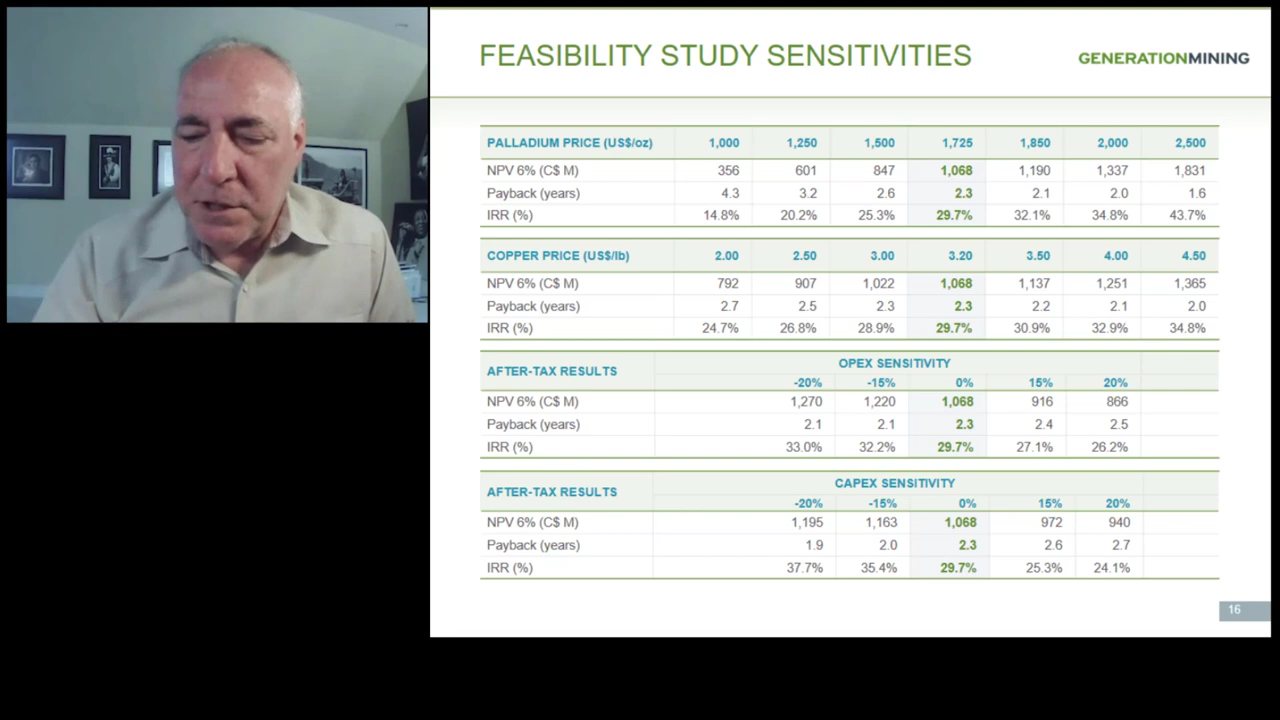 FEASIBILITY STUDY SENSITIVITIES
GENERATIONMINING
PALLADIUM PRICE (US$/oz) 1,000 1,250 1,500 1,725 1,850 2,000 2,500
NPV 6% (C$ M) 356 601 847 1,068 1,190 1,337 1,831
Payback (years) 4.3 3.2 2.6 2.3 2.1 2.0 1.6
IRR (%) 14.8% 20.2% 25.3% 29.7% 32.1% 34.8% 43.7%
COPPER PRICE (US$/lb) 2.00 2.50 3.00 3.20 3.50 4.00 4.50
NPV 6% (C$ M) 792 907 1,022 1,068 1,137 1,251 1,365
Payback (years) 2.7 2.5 2.3 2.3 2.2 2.1 2.0
IRR (%) 24.7% 26.8% 28.9% 29.7% 30.9% 32.9% 34.8%
AFTER-TAX RESULTS OPEX SENSITIVITY
-20% -15% 0% 15% 20%
NPV 6% (C$ M) 1,270 1,220 1,068 916 866
Payback (years) 2.1 2.1 2.3 2.4 2.5
IRR (%) 33.0% 32.2% 29.7% 27.1% 26.2%
AFTER-TAX RESULTS CAPEX SENSITIVITY
-20% -15% 0% 15% 20%
NPV 6% (C$ M) 1,195 1,163 1,068 972 940
Payback (years) 1.9 2.0 2.3 2.6 2.7
IRR (%) 37.7% 35.4% 29.7% 25.3% 24.1%
16